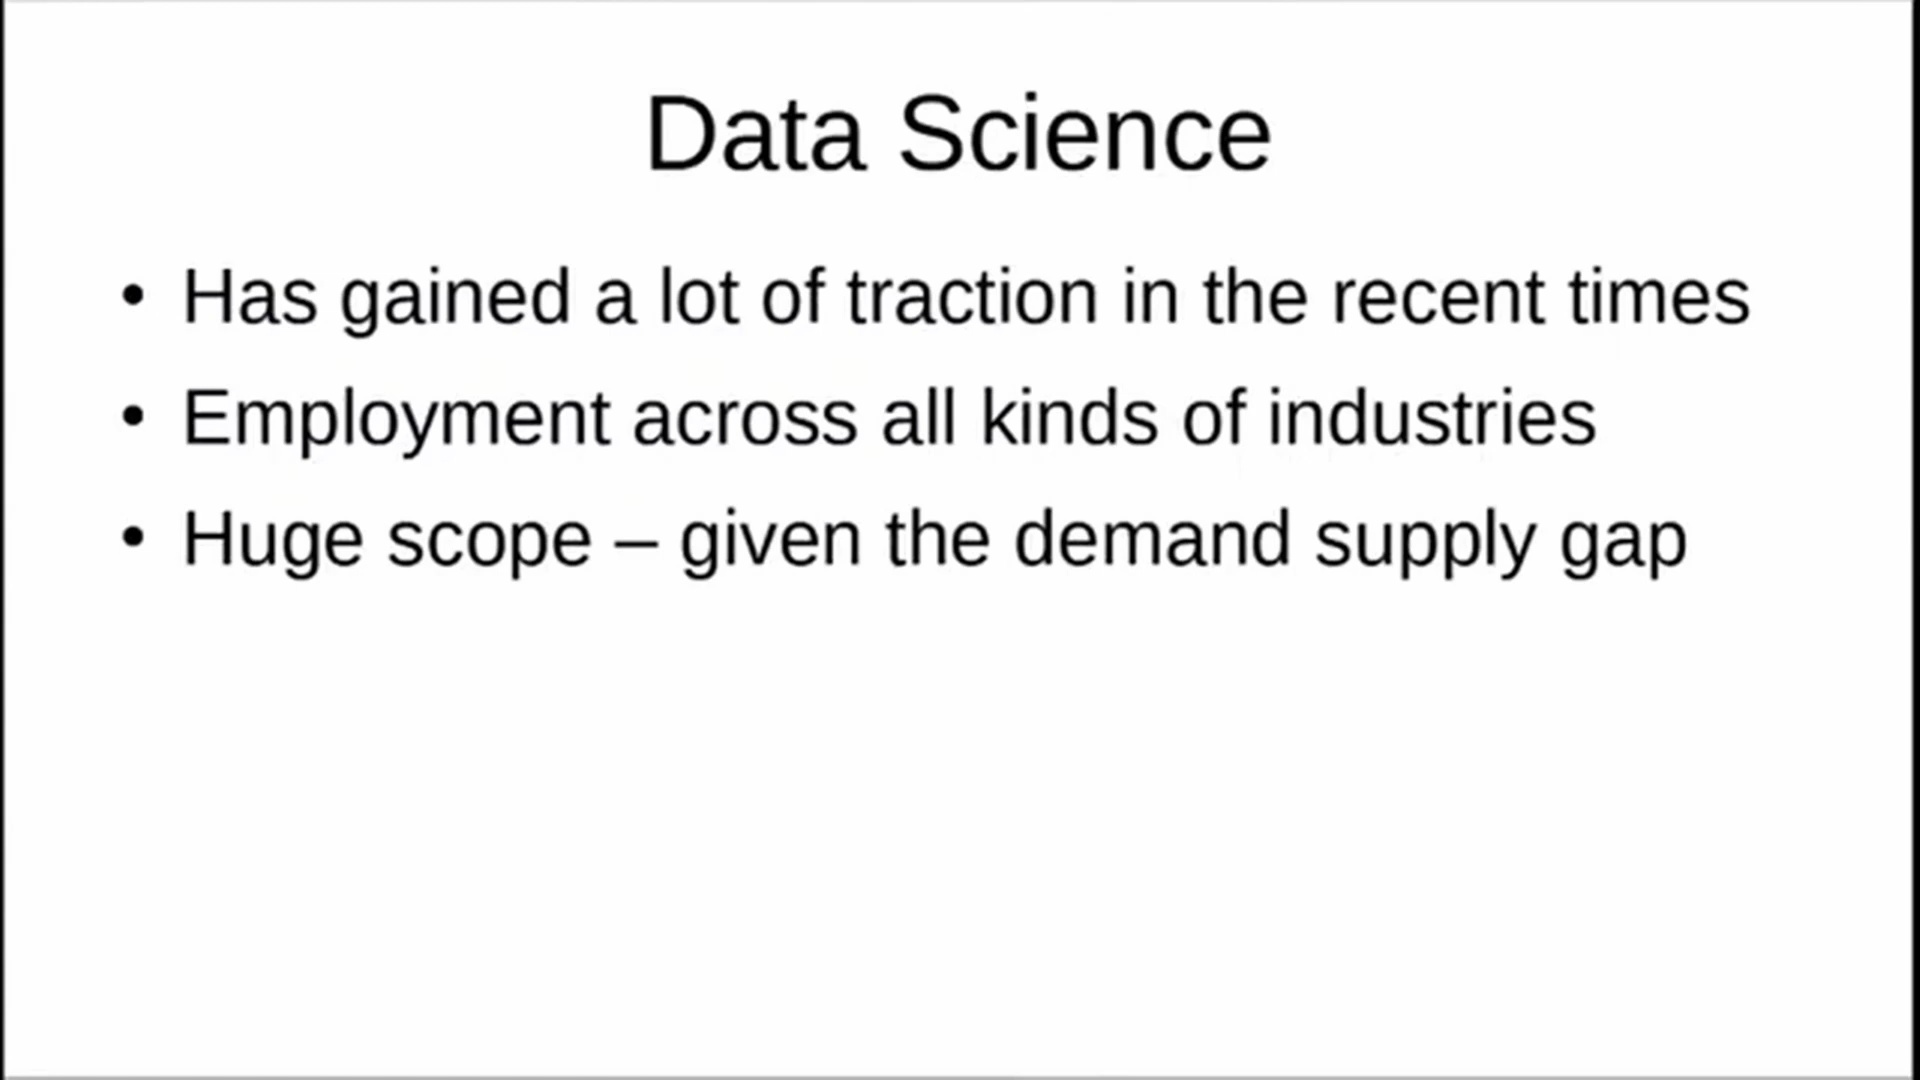 Data Science
• Has gained a lot of traction in the recent times
• Employment across all kinds of industries
• Huge scope – given the demand supply gap